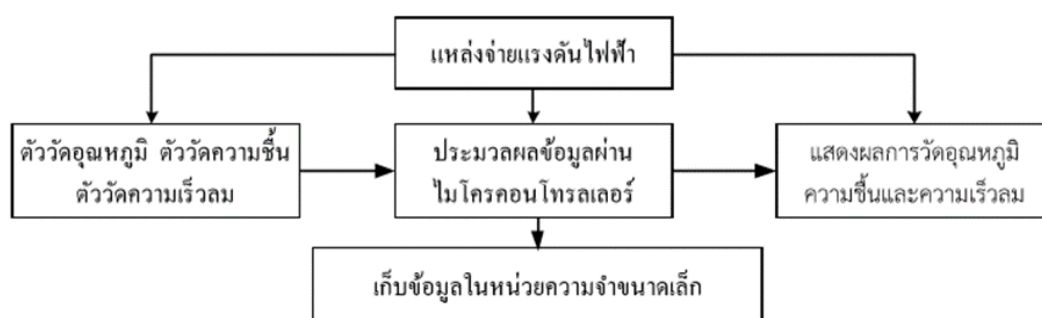 แหล่งจ่ายแรงดันไฟฟ้า
ตัววัดอุณหภูมิ ตัววัดความชื้น
ตัววัดความเร็วลม
ประมวลผลข้อมูลผ่าน
ไมโครคอนโทรลเลอร์
แสดงผลการวัดอุณหภูมิ
ความชื้นและความเร็วลม
เก็บข้อมูลในหน่วยความจำขนาดเล็ก